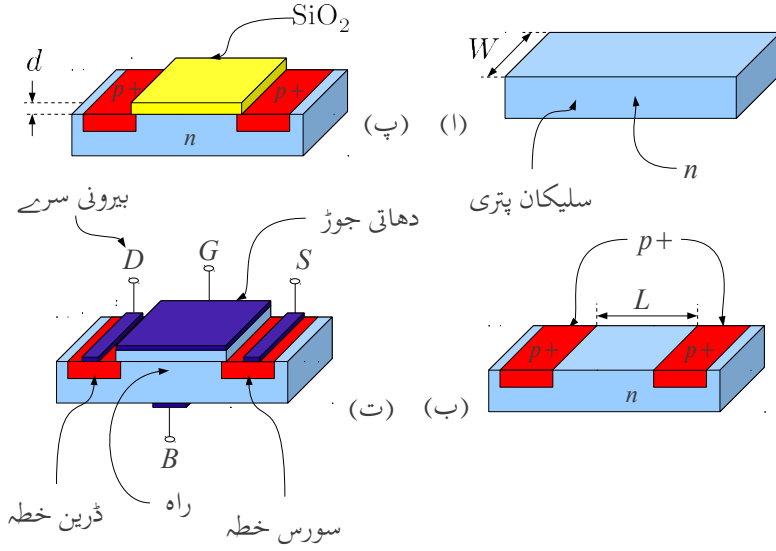 SiO₂
d
p+
p+
n
(پ)
W
n
سلیکان پتری
(ا)
بیرونی سرے
دھاتی جوڑ
D
G
S
B
ڈرین خطہ
راہ
سورس خطہ
(ت)
p+
L
p+
p+
n
(ب)